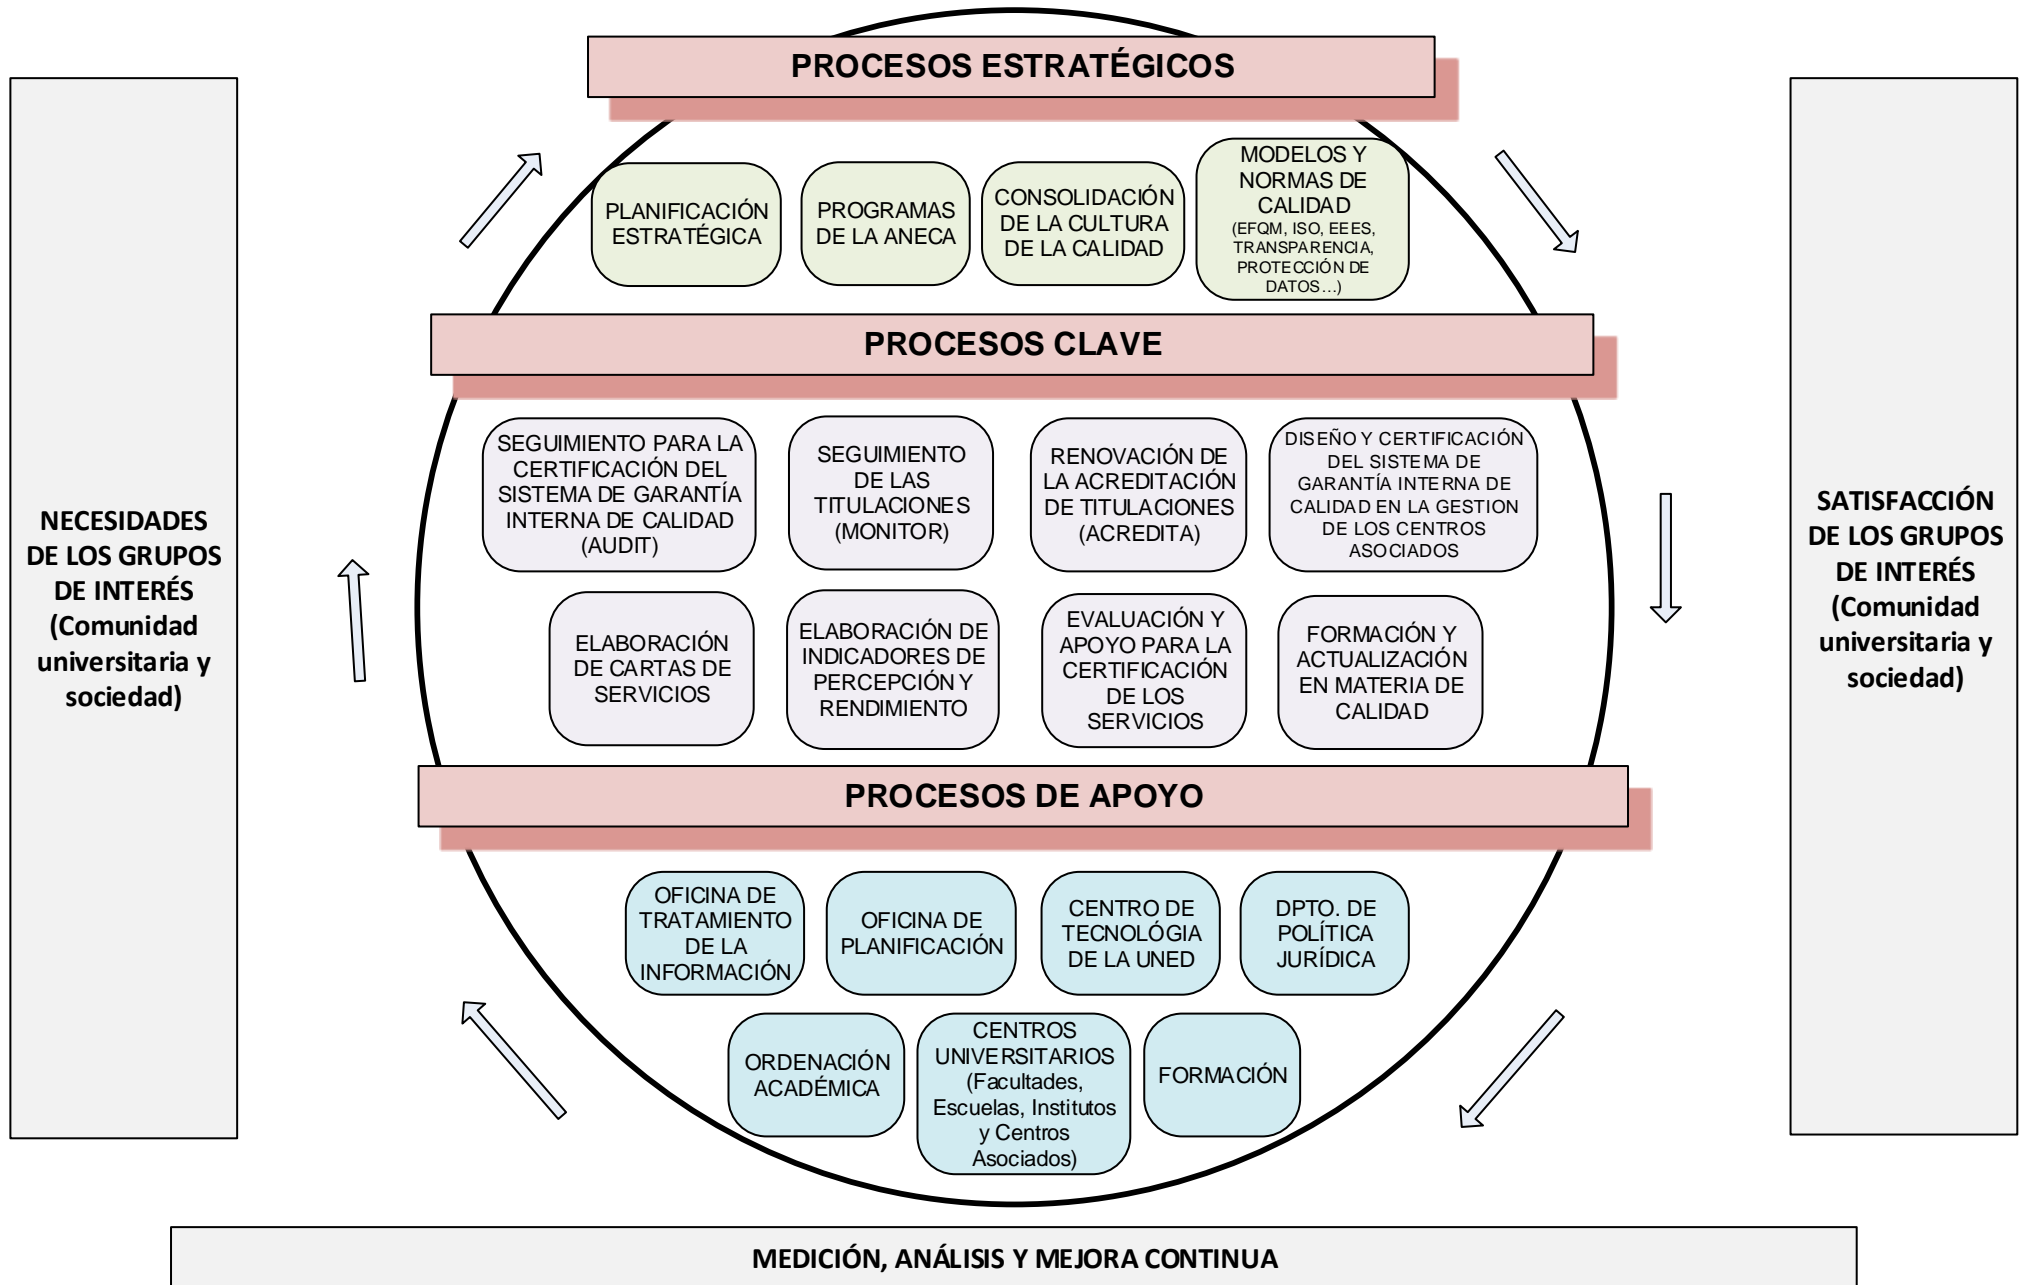 PROCESOS ESTRATÉGICOS
PLANIFICACIÓN
ESTRATÉGICA
PROGRAMAS
DE LA ANECA
CONSOLIDACIÓN
DE LA CULTURA
DE LA CALIDAD
MODELOS Y
NORMAS DE
CALIDAD
(EFQM, ISO, EEES,
TRANSPARENCIA,
PROTECCIÓN DE
DATOS…)
NECESIDADES
DE LOS GRUPOS
DE INTERÉS
(Comunidad
universitaria y
sociedad)
PROCESOS CLAVE
SEGUIMIENTO PARA LA
CERTIFICACIÓN DEL
SISTEMA DE GARANTÍA
INTERNA DE CALIDAD
(AUDIT)
SEGUIMIENTO
DE LAS
TITULACIONES
(MONITOR)
RENOVACIÓN DE
LA ACREDITACIÓN
DE TITULACIONES
(ACREDITA)
DISEÑO Y CERTIFICACIÓN
DEL SISTEMA DE
GARANTÍA INTERNA DE
CALIDAD EN LA GESTION
DE LOS CENTROS
ASOCIADOS
ELABORACIÓN
DE CARTAS DE
SERVICIOS
ELABORACIÓN DE
INDICADORES DE
PERCEPCIÓN Y
RENDIMIENTO
EVALUACIÓN Y
APOYO PARA LA
CERTIFICACIÓN
DE LOS
SERVICIOS
FORMACIÓN Y
ACTUALIZACIÓN
EN MATERIA DE
CALIDAD
SATISFACCIÓN
DE LOS GRUPOS
DE INTERÉS
(Comunidad
universitaria y
sociedad)
PROCESOS DE APOYO
OFICINA DE
TRATAMIENTO
DE LA
INFORMACIÓN
OFICINA DE
PLANIFICACIÓN
CENTRO DE
TECNOLÓGIA
DE LA UNED
DPTO. DE
POLÍTICA
JURÍDICA
ORDENACIÓN
ACADÉMICA
CENTROS
UNIVERSITARIOS
(Facultades,
Escuelas, Institutos
y Centros
Asociados)
FORMACIÓN
MEDICIÓN, ANÁLISIS Y MEJORA CONTINUA